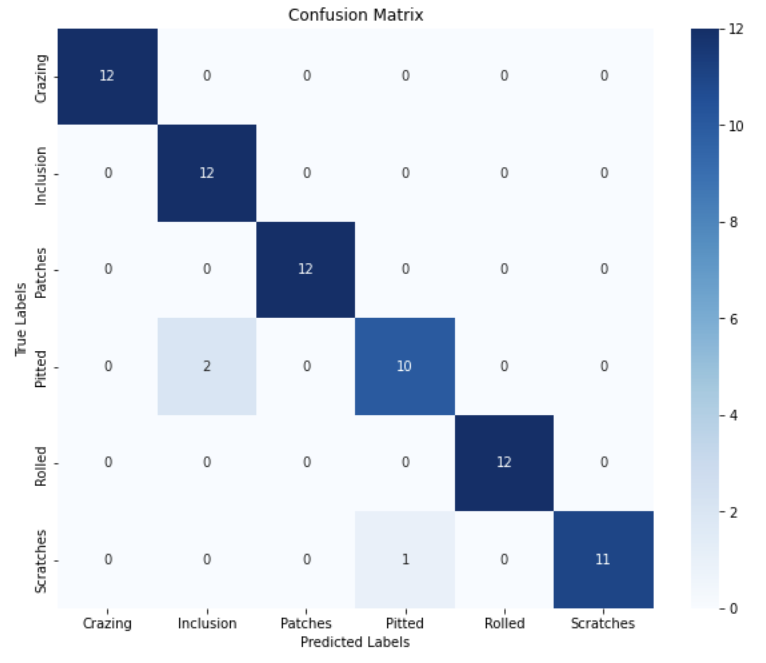 Confusion Matrix
Crazing 12 0 0 0 0 0
Inclusion 0 12 0 0 0 0
Patches 0 0 12 0 0 0
Pitted 0 2 0 10 0 0
Rolled 0 0 0 0 12 0
Scratches 0 0 0 1 0 11
True Labels
Crazing Inclusion Patches Pitted Rolled Scratches
Predicted Labels
12
10
8
6
4
2
0